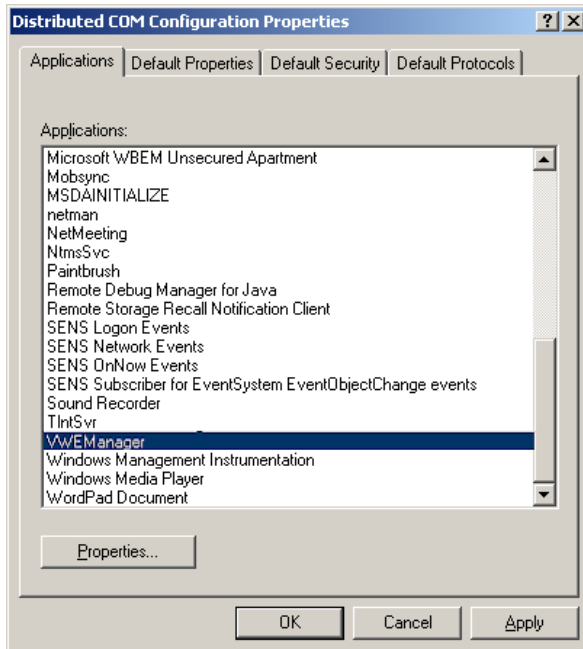 Distributed COM Configuration Properties
Applications Default Properties Default Security Default Protocols
Applications:
Microsoft WBEM Unsecured Apartment
Mobsync
MSDAINITIALIZE
netman
NetMeeting
NtmsSvc
Paintbrush
Remote Debug Manager for Java
Remote Storage Recall Notification Client
SENS Logon Events
SENS Network Events
SENS OnNow Events
SENS Subscriber for EventSystem EventObjectChange events
Sound Recorder
TlntSvr
VWEManager
Windows Management Instrumentation
Windows Media Player
WordPad Document
Properties...
OK Cancel Apply